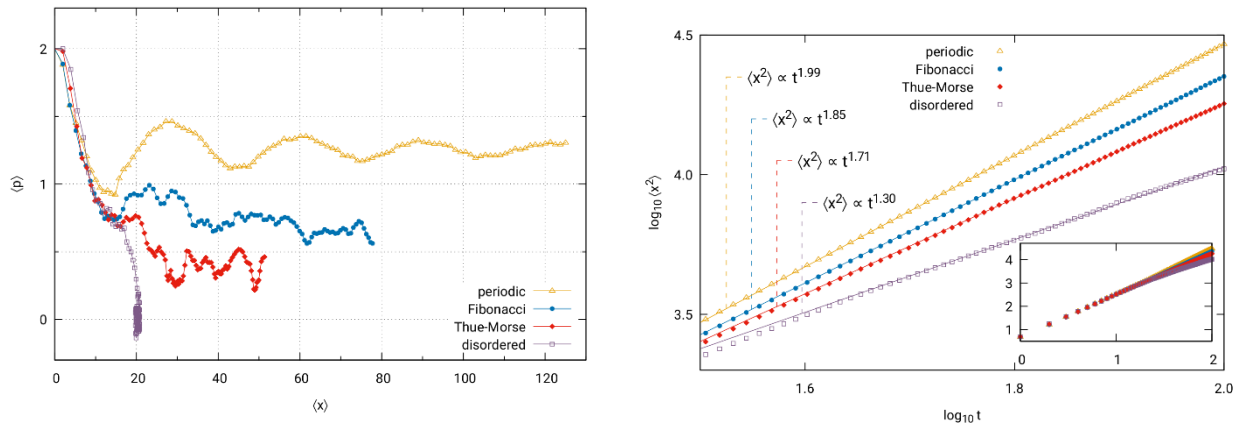 2
1
0
⟨p⟩
0 20 40 60 80 100 120
⟨x⟩
periodic
Fibonacci
Thue-Morse
disordered
4.5
4.0
3.5
log₁₀ ⟨x²⟩
periodic
Fibonacci
Thue-Morse
disordered
⟨x²⟩ ∝ t^1.99
⟨x²⟩ ∝ t^1.85
⟨x²⟩ ∝ t^1.71
⟨x²⟩ ∝ t^1.30
4
3
2
1
0 1 2
1.6 1.8 2.0
log₁₀ t